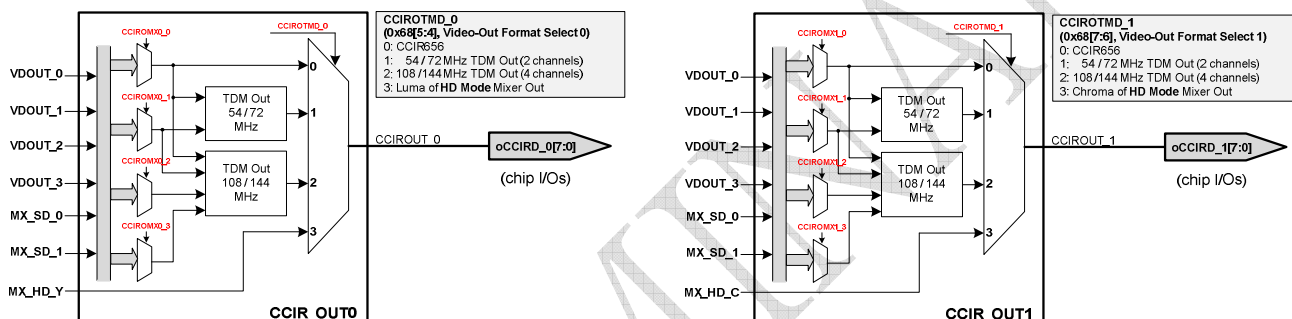 CCIROMX0_0
CCIROTMD_0
VDOUT_0
VDOUT_1
VDOUT_2
VDOUT_3
MX_SD_0
MX_SD_1
MX_HD_Y
CCIROMX0_1
CCIROMX0_2
CCIROMX0_3
TDM Out
54 / 72
MHz
TDM Out
108 / 144
MHz
0
1
2
3
CCIR_OUT0
CCIROUT_0
oCCIRD_0[7:0]
(chip I/Os)
CCIROTMD_0
(0x68[5:4], Video-Out Format Select 0)
0: CCIR656
1: 54 / 72 MHz TDM Out (2 channels)
2: 108 /144 MHz TDM Out (4 channels)
3: Luma of HD Mode Mixer Out
CCIROMX1_0
CCIROTMD_1
VDOUT_0
VDOUT_1
VDOUT_2
VDOUT_3
MX_SD_0
MX_SD_1
MX_HD_C
CCIROMX1_1
CCIROMX1_2
CCIROMX1_3
TDM Out
54 / 72
MHz
TDM Out
108 / 144
MHz
0
1
2
3
CCIR_OUT1
CCIROUT_1
oCCIRD_1[7:0]
(chip I/Os)
CCIROTMD_1
(0x68[7:6], Video-Out Format Select 1)
0: CCIR656
1: 54 / 72 MHz TDM Out (2 channels)
2: 108 /144 MHz TDM Out (4 channels)
3: Chroma of HD Mode Mixer Out